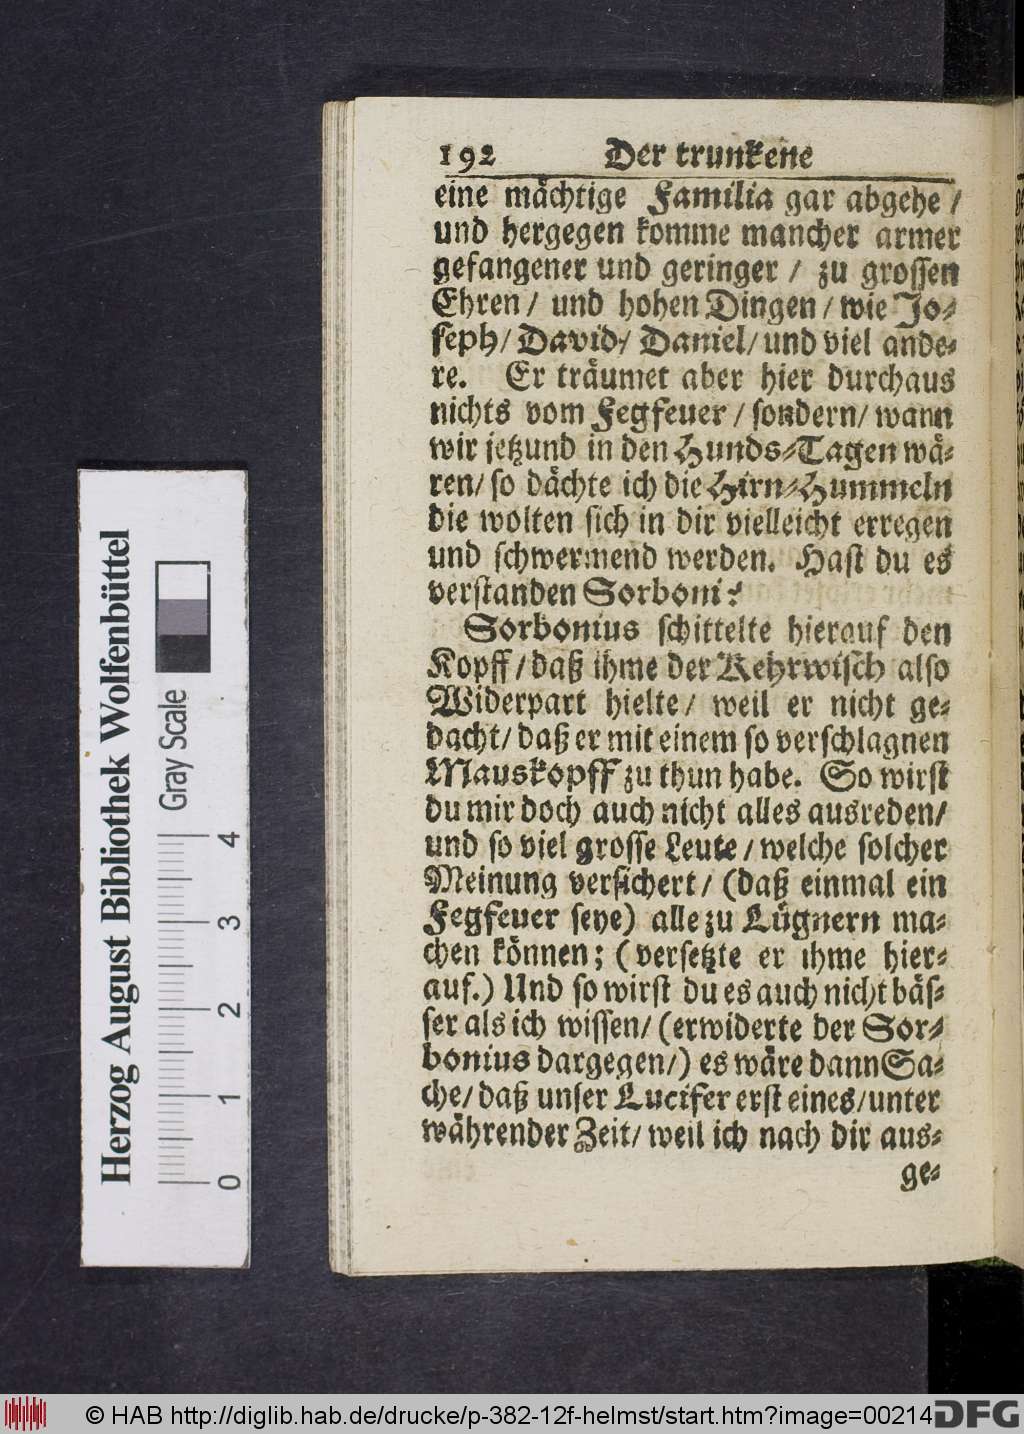 192 Der trunkene
eine mächtige Familia gar abgehe /
und hergegen komme mancher armer
gefangener und geringer / zu grossen
Ehren / und hohen Dingen / wie Jo-
seph / David / Daniel / und viel ande-
re. Er träumet aber hier durchaus
nichts vom Fegfeuer / sondern / wann
wir jetzund in den Hunds-Tagen wä-
ren / so dächte ich die Hirn-Hummeln
die wolten sich in dir vielleicht erregen
und schwermend werden. Hast du es
verstanden Sorboni?
Sorbonius schittelte hierauf den
Kopff / daß ihme der Kehrwisch also
Widerpart hielte / weil er nicht ge-
dacht / daß er mit einem so verschlagnen
Mauskopff zu thun habe. So wirst
du mir doch auch nicht alles ausreden /
und so viel grosse Leute / welche solcher
Meinung versichert / (daß einmal ein
Fegfeuer seye) alle zu Lügnern ma-
chen können; (versetzte er ihme hier-
auf.) Und so wirst du es auch nicht bäs-
ser als ich wissen / (erwiderte der Sor-
bonius dargegen /) es wäre dann Sa-
che / daß unser Lucifer erst eines / unter
währender Zeit / weil ich nach dir aus-
ge-
Herzog August Bibliothek Wolfenbüttel
Gray Scale
0 1 2 3 4
© HAB http://diglib.hab.de/drucke/p-382-12f-helmst/start.htm?image=00214
DFG